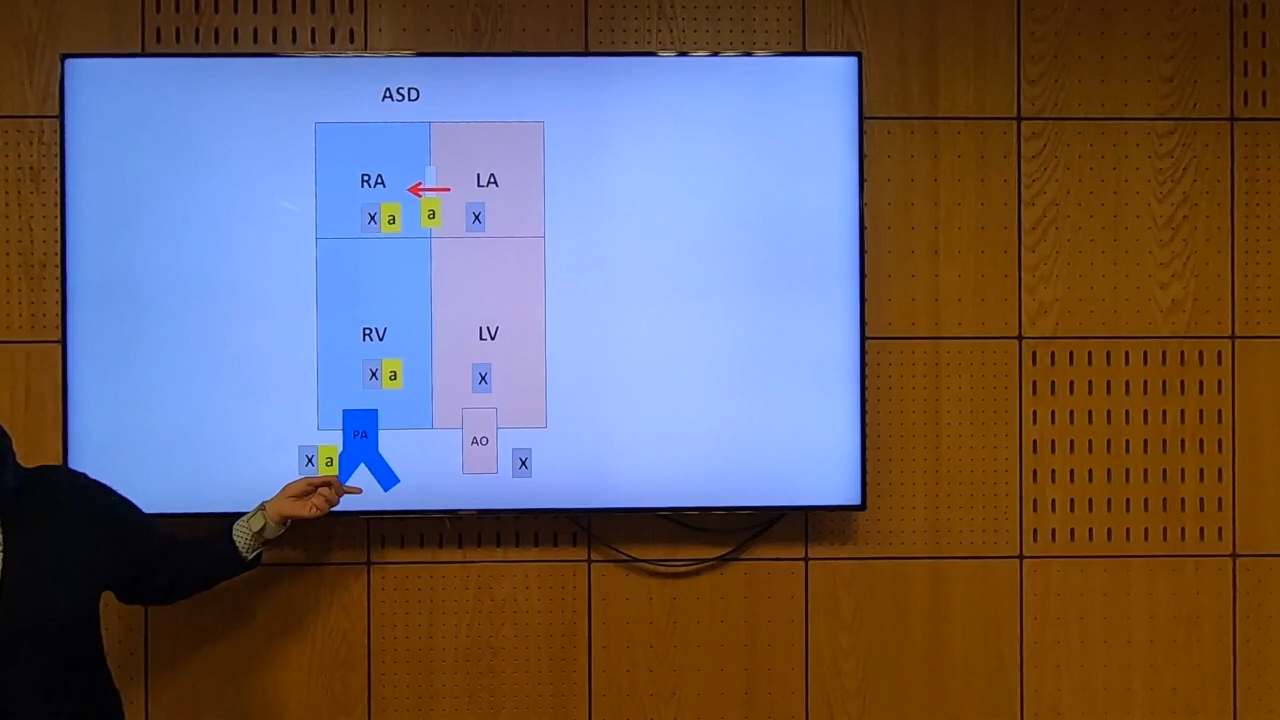 ASD
RA LA
X a a X
RV LV
X a X
PA AO
X a X